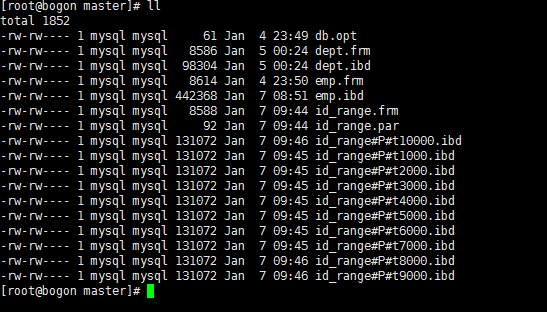 [root@bogon master]# ll
total 1852
-rw-rw---- 1 mysql mysql     61 Jan  4 23:49 db.opt
-rw-rw---- 1 mysql mysql   8586 Jan  5 00:24 dept.frm
-rw-rw---- 1 mysql mysql  98304 Jan  5 00:24 dept.ibd
-rw-rw---- 1 mysql mysql   8614 Jan  4 23:50 emp.frm
-rw-rw---- 1 mysql mysql 442368 Jan  7 08:51 emp.ibd
-rw-rw---- 1 mysql mysql   8588 Jan  7 09:44 id_range.frm
-rw-rw---- 1 mysql mysql     92 Jan  7 09:44 id_range.par
-rw-rw---- 1 mysql mysql 131072 Jan  7 09:46 id_range#P#t10000.ibd
-rw-rw---- 1 mysql mysql 131072 Jan  7 09:45 id_range#P#t1000.ibd
-rw-rw---- 1 mysql mysql 131072 Jan  7 09:45 id_range#P#t2000.ibd
-rw-rw---- 1 mysql mysql 131072 Jan  7 09:45 id_range#P#t3000.ibd
-rw-rw---- 1 mysql mysql 131072 Jan  7 09:45 id_range#P#t4000.ibd
-rw-rw---- 1 mysql mysql 131072 Jan  7 09:45 id_range#P#t5000.ibd
-rw-rw---- 1 mysql mysql 131072 Jan  7 09:45 id_range#P#t6000.ibd
-rw-rw---- 1 mysql mysql 131072 Jan  7 09:45 id_range#P#t7000.ibd
-rw-rw---- 1 mysql mysql 131072 Jan  7 09:46 id_range#P#t8000.ibd
-rw-rw---- 1 mysql mysql 131072 Jan  7 09:46 id_range#P#t9000.ibd
[root@bogon master]#